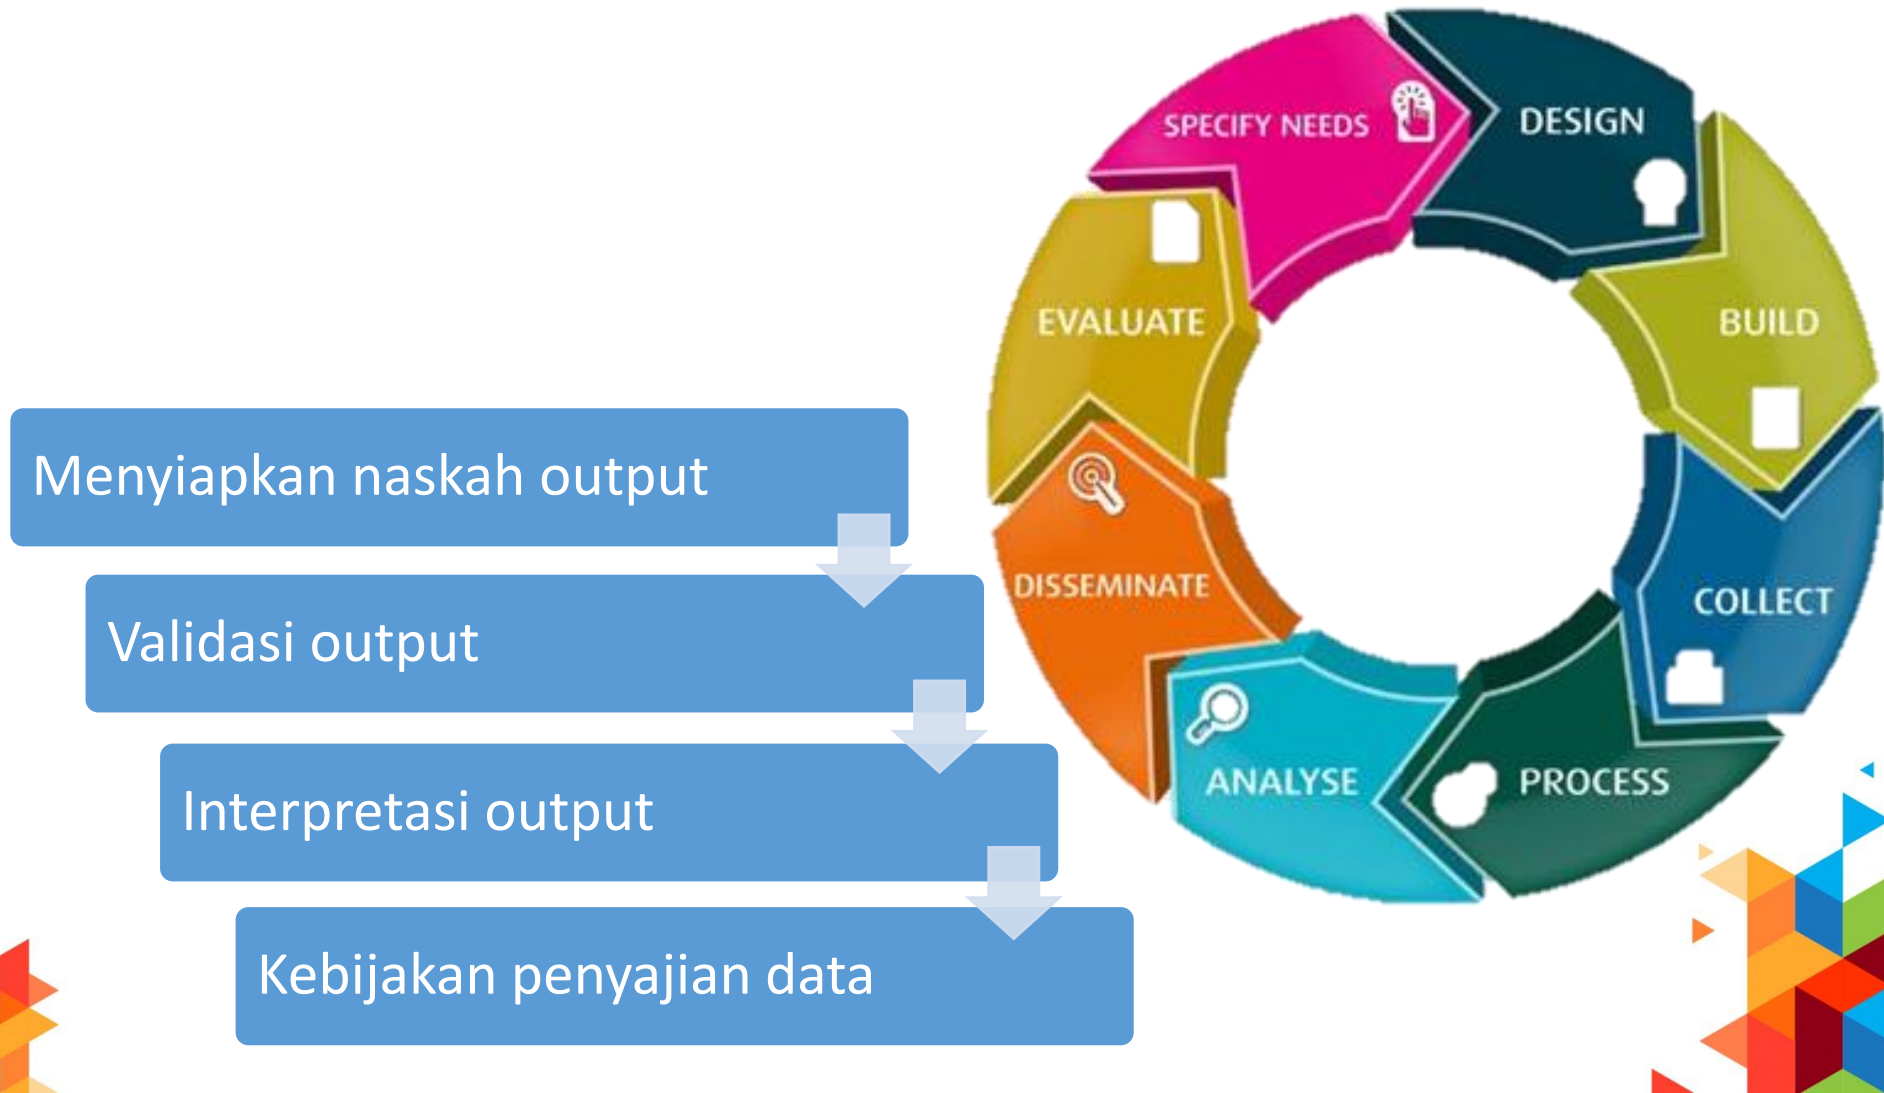 SPECIFY NEEDS
DESIGN
BUILD
COLLECT
PROCESS
ANALYSE
DISSEMINATE
EVALUATE
Menyiapkan naskah output
Validasi output
Interpretasi output
Kebijakan penyajian data